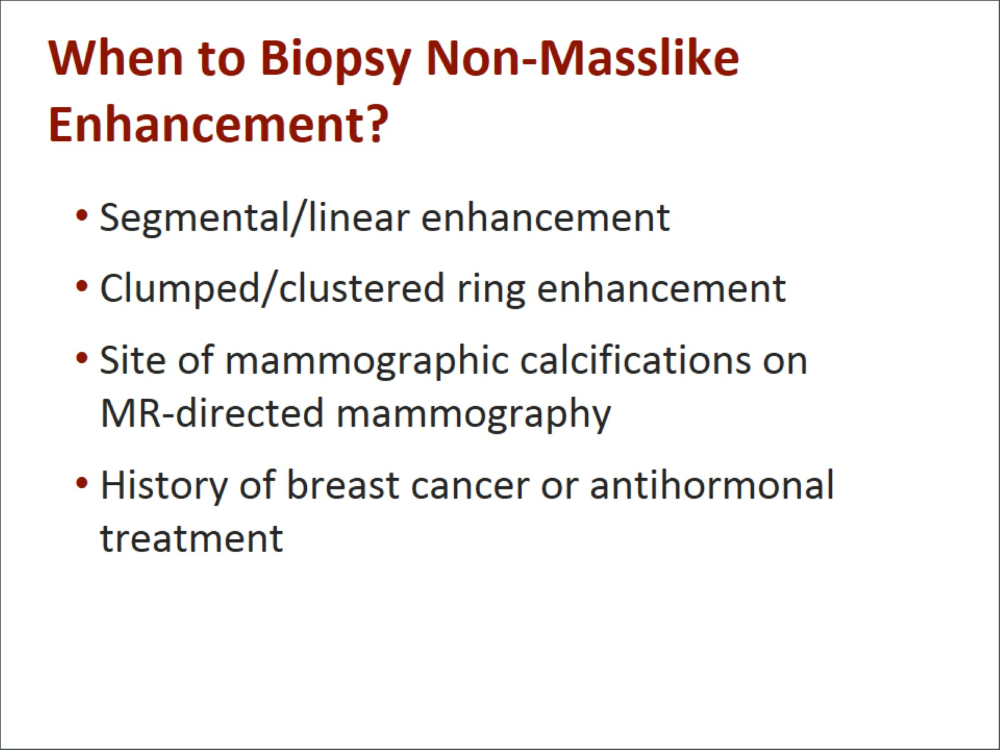 When to Biopsy Non-Masslike
Enhancement?
• Segmental/linear enhancement
• Clumped/clustered ring enhancement
• Site of mammographic calcifications on
MR-directed mammography
• History of breast cancer or antihormonal
treatment